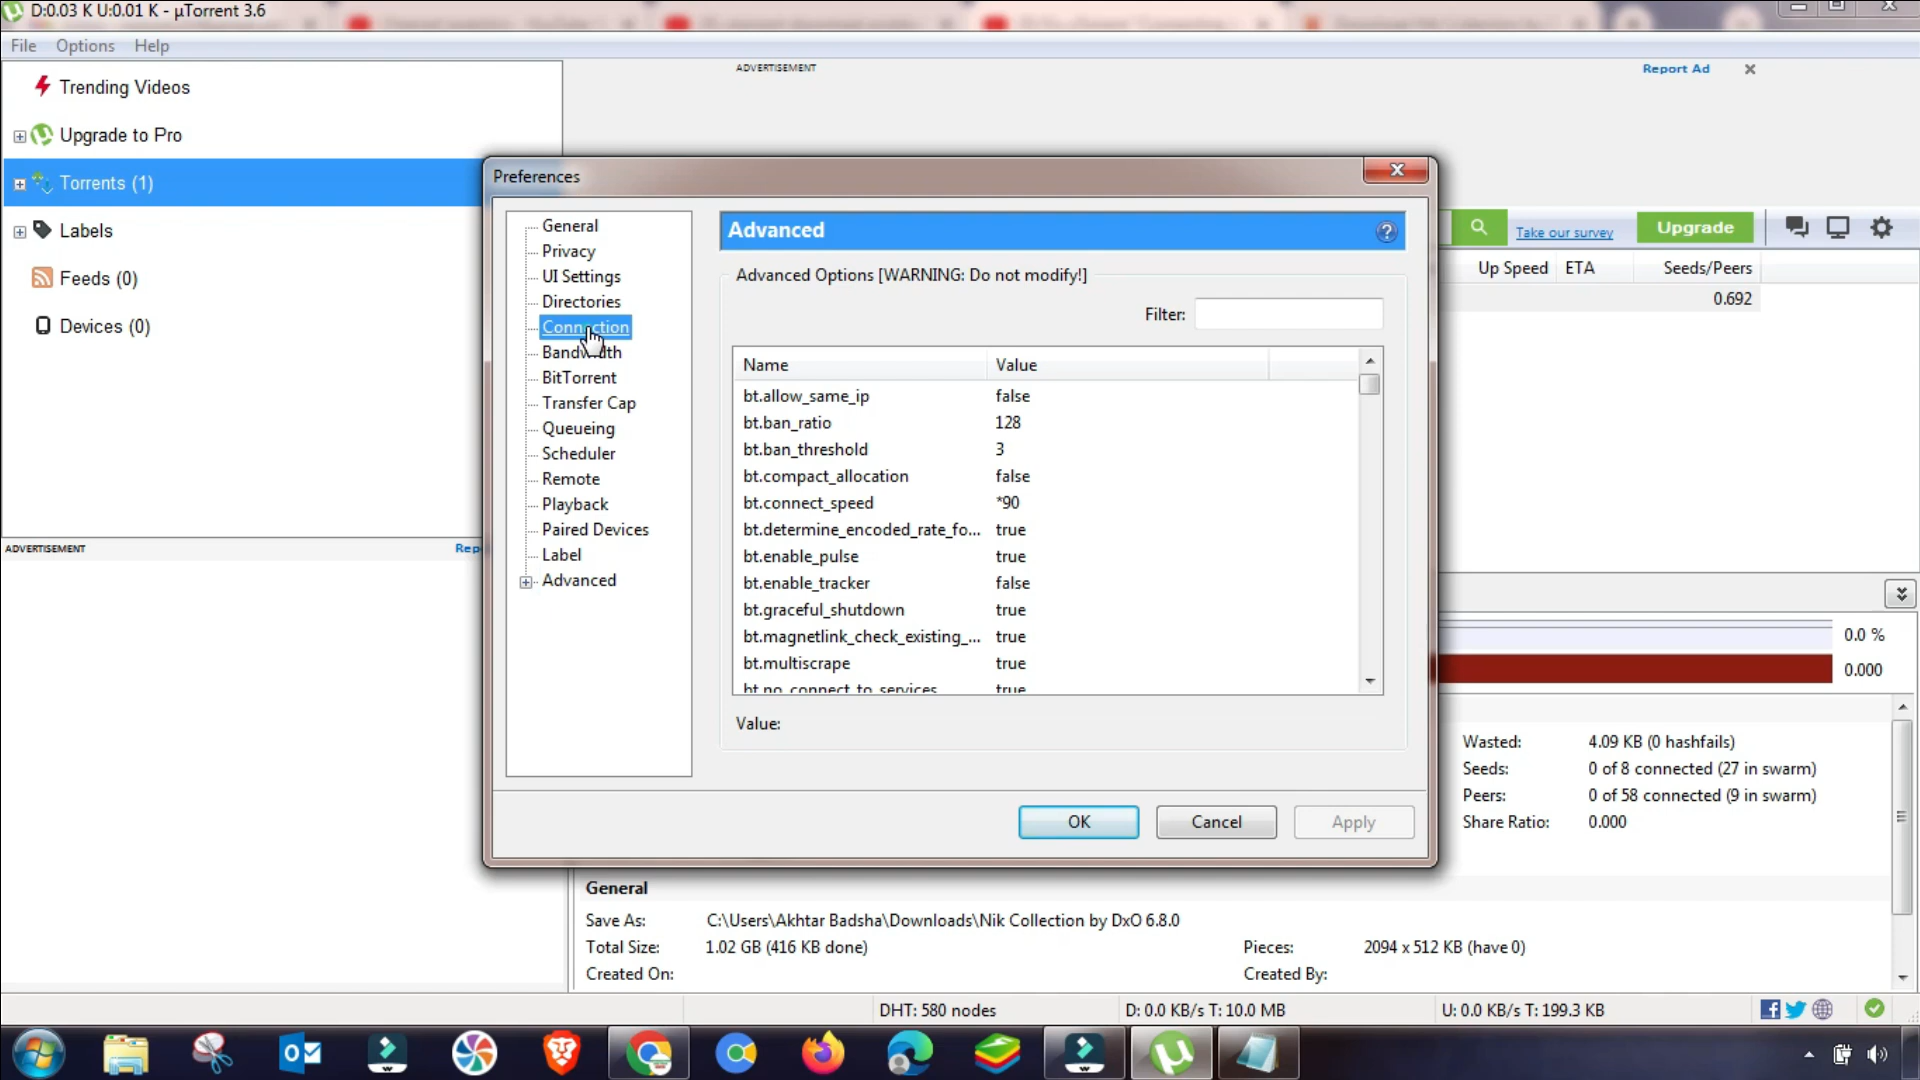 D:0.03 K U:0.01 K - µTorrent 3.6
File Options Help
Trending Videos
Upgrade to Pro
Torrents (1)
Labels
Feeds (0)
Devices (0)
ADVERTISEMENT
Report Ad
Take our survey
Upgrade
Up Speed ETA Seeds/Peers
0.692
Preferences
General
Privacy
UI Settings
Directories
Connection
Bandwidth
BitTorrent
Transfer Cap
Queueing
Scheduler
Remote
Playback
Paired Devices
Label
Advanced
Advanced
Advanced Options [WARNING: Do not modify!]
Filter:
Name Value
bt.allow_same_ip false
bt.ban_ratio 128
bt.ban_threshold 3
bt.compact_allocation false
bt.connect_speed *90
bt.determine_encoded_rate_fo... true
bt.enable_pulse true
bt.enable_tracker false
bt.graceful_shutdown true
bt.magnetlink_check_existing_... true
bt.multiscrape true
bt.no_connect_to_services true
Value:
OK Cancel Apply
ADVERTISEMENT
Rep
0.0 %
0.000
Wasted: 4.09 KB (0 hashfails)
Seeds: 0 of 8 connected (27 in swarm)
Peers: 0 of 58 connected (9 in swarm)
Share Ratio: 0.000
General
Save As: C:\Users\Akhtar Badsha\Downloads\Nik Collection by DxO 6.8.0
Total Size: 1.02 GB (416 KB done) Pieces: 2094 x 512 KB (have 0)
Created On: Created By:
DHT: 580 nodes D: 0.0 KB/s T: 10.0 MB U: 0.0 KB/s T: 199.3 KB